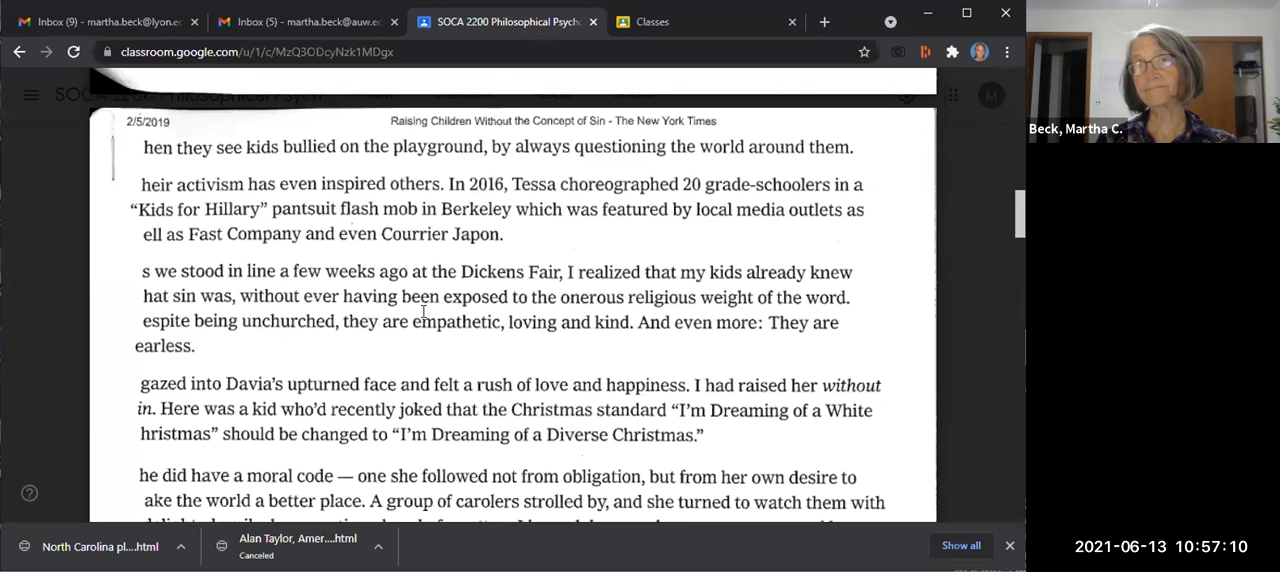 Inbox (9) - martha.beck@lyon.ec
Inbox (5) - martha.beck@auw.ec
SOCA 2200 Philosophical Psych
Classes
classroom.google.com/u/1/c/MzQ3ODcyNzk1MDgx
SOCA
M
2/5/2019
Raising Children Without the Concept of Sin - The New York Times
hen they see kids bullied on the playground, by always questioning the world around them.
heir activism has even inspired others. In 2016, Tessa choreographed 20 grade-schoolers in a
“Kids for Hillary” pantsuit flash mob in Berkeley which was featured by local media outlets as
ell as Fast Company and even Courrier Japon.
s we stood in line a few weeks ago at the Dickens Fair, I realized that my kids already knew
hat sin was, without ever having been exposed to the onerous religious weight of the word.
espite being unchurched, they are empathetic, loving and kind. And even more: They are
earless.
gazed into Davia’s upturned face and felt a rush of love and happiness. I had raised her without
in. Here was a kid who’d recently joked that the Christmas standard “I’m Dreaming of a White
hristmas” should be changed to “I’m Dreaming of a Diverse Christmas.”
he did have a moral code — one she followed not from obligation, but from her own desire to
ake the world a better place. A group of carolers strolled by, and she turned to watch them with
North Carolina pl....html
Alan Taylor, Amer....html
Canceled
Show all
Beck, Martha C.
2021-06-13 10:57:10